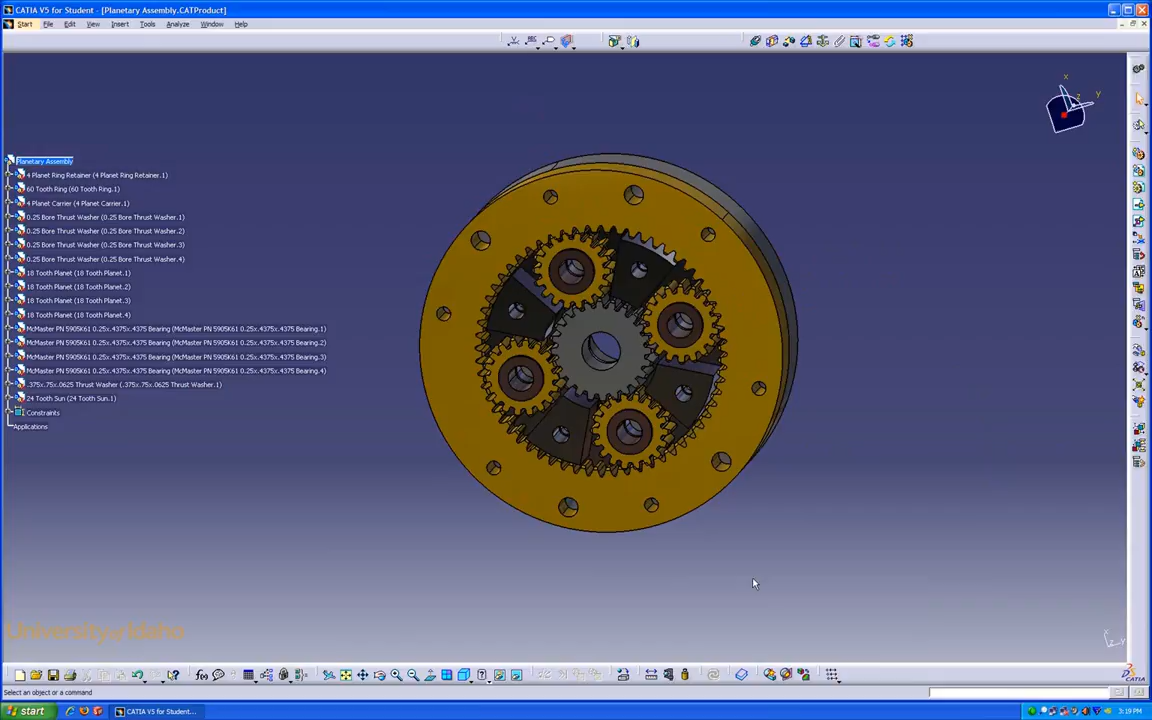 CATIA V5 for Student - [Planetary Assembly.CATProduct]
Start File Edit View Insert Tools Analyze Window Help
x
y
z
Planetary Assembly
4 Planet Ring Retainer (4 Planet Ring Retainer.1)
60 Tooth Ring (60 Tooth Ring.1)
4 Planet Carrier (4 Planet Carrier.1)
0.25 Bore Thrust Washer (0.25 Bore Thrust Washer.1)
0.25 Bore Thrust Washer (0.25 Bore Thrust Washer.2)
0.25 Bore Thrust Washer (0.25 Bore Thrust Washer.3)
0.25 Bore Thrust Washer (0.25 Bore Thrust Washer.4)
18 Tooth Planet (18 Tooth Planet.1)
18 Tooth Planet (18 Tooth Planet.2)
18 Tooth Planet (18 Tooth Planet.3)
18 Tooth Planet (18 Tooth Planet.4)
McMaster PN 5905K61 0.25x.4375x.4375 Bearing (McMaster PN 5905K61 0.25x.4375x.4375 Bearing.1)
McMaster PN 5905K61 0.25x.4375x.4375 Bearing (McMaster PN 5905K61 0.25x.4375x.4375 Bearing.2)
McMaster PN 5905K61 0.25x.4375x.4375 Bearing (McMaster PN 5905K61 0.25x.4375x.4375 Bearing.3)
McMaster PN 5905K61 0.25x.4375x.4375 Bearing (McMaster PN 5905K61 0.25x.4375x.4375 Bearing.4)
.375x.75x.0625 Thrust Washer (.375x.75x.0625 Thrust Washer.1)
24 Tooth Sun (24 Tooth Sun.1)
Constraints
Applications
University of Idaho
CATIA
Select an object or a command
start
CATIA V5 for Student...
3:19 PM